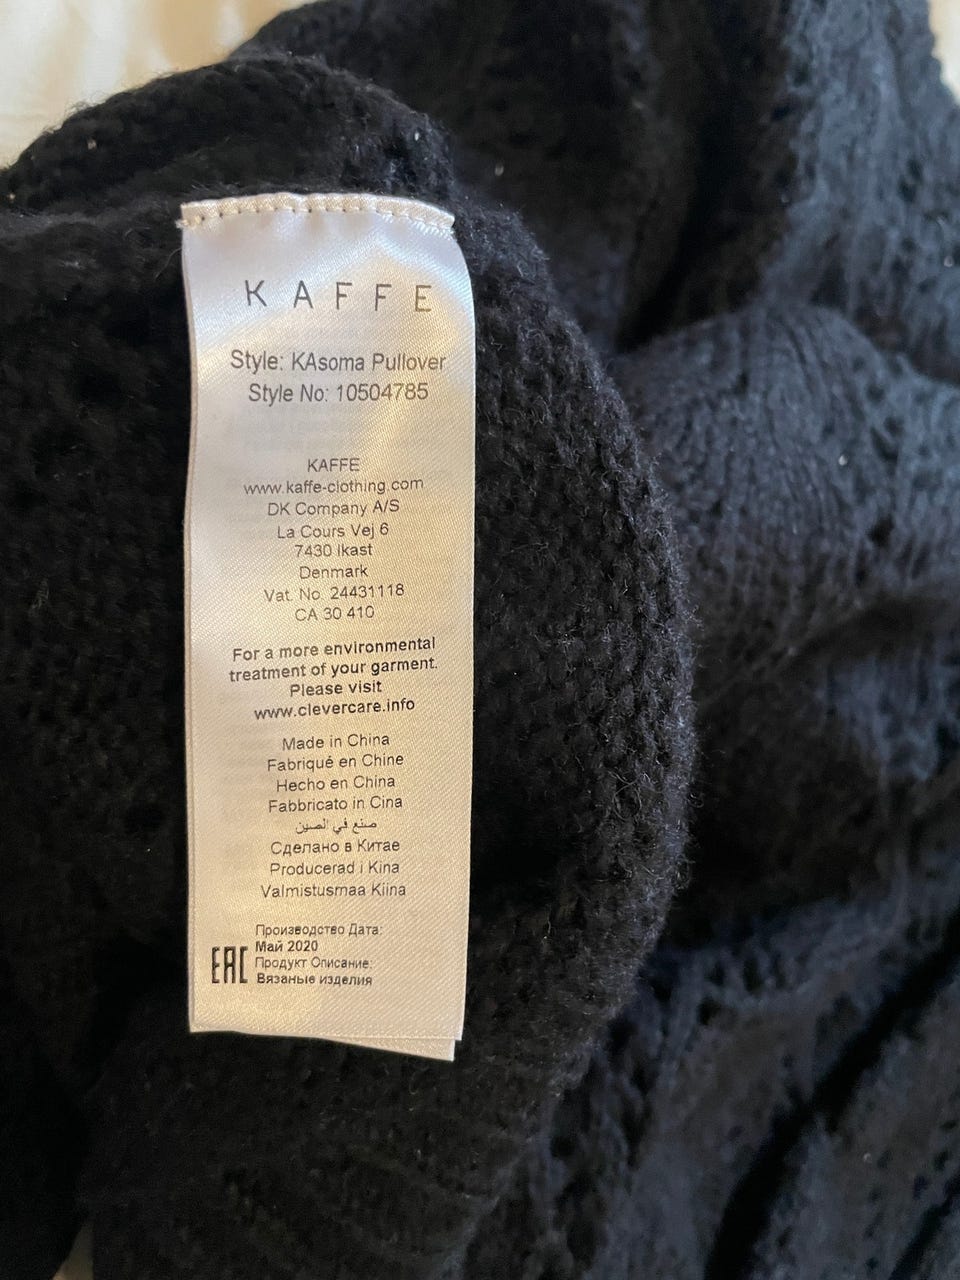 KAFFE
Style: KAsoma Pullover
Style No: 10504785
KAFFE
www.kaffe-clothing.com
DK Company A/S
La Cours Vej 6
7430 Ikast
Denmark
Vat. No. 24431118
CA 30 410
For a more environmental
treatment of your garment.
Please visit
www.clevercare.info
Made in China
Fabriqué en Chine
Hecho en China
Fabbricato in Cina
صنع في الصين
Сделано в Китае
Producerad i Kina
Valmistusmaa Kiina
Производство Дата:
Май 2020
EAC Продукт Описание:
Вязаные изделия